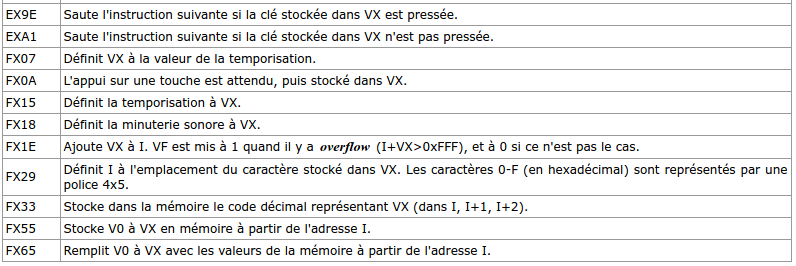 EX9E Saute l'instruction suivante si la clé stockée dans VX est pressée.
EXA1 Saute l'instruction suivante si la clé stockée dans VX n'est pas pressée.
FX07 Définit VX à la valeur de la temporisation.
FX0A L'appui sur une touche est attendu, puis stocké dans VX.
FX15 Définit la temporisation à VX.
FX18 Définit la minuterie sonore à VX.
FX1E Ajoute VX à I. VF est mis à 1 quand il y a overflow (I+VX>0xFFF), et à 0 si ce n'est pas le cas.
FX29 Définit I à l'emplacement du caractère stocké dans VX. Les caractères 0-F (en hexadécimal) sont représentés par une
police 4x5.
FX33 Stocke dans la mémoire le code décimal représentant VX (dans I, I+1, I+2).
FX55 Stocke V0 à VX en mémoire à partir de l'adresse I.
FX65 Remplit V0 à VX avec les valeurs de la mémoire à partir de l'adresse I.